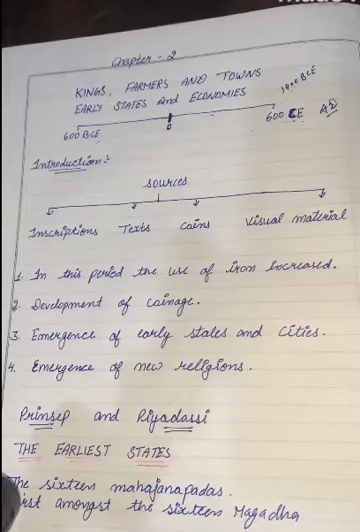 Chapter - 2
KINGS, FARMERS AND TOWNS
EARLY STATES and ECONOMIES
600 BCE
0
600 CE AD
Introduction :-
sources
Inscriptions Texts Coins Visual material
1. In this period the use of iron increased.
2. Development of coinage.
3. Emergence of early states and cities.
4. Emergence of new religions.
Prinsep and Piyadassi
THE EARLIEST STATES
The sixteen mahajanapadas.
amongst the sixteen Magadha